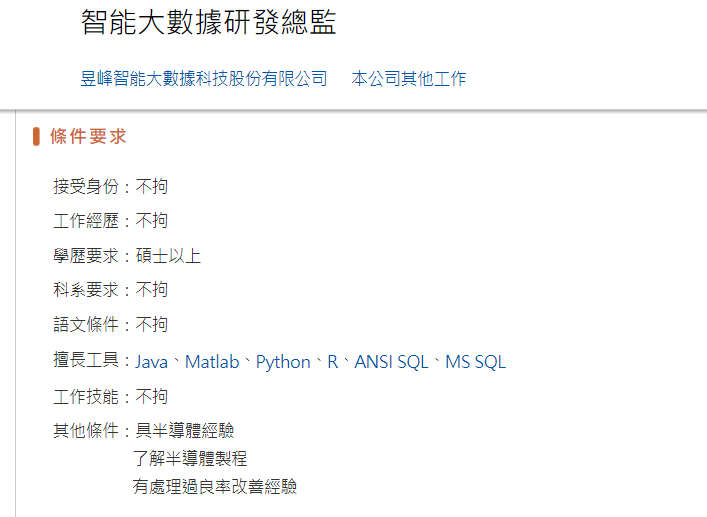 智能大數據研發總監
昱峰智能大數據科技股份有限公司 本公司其他工作
條件要求
接受身份：不拘
工作經歷：不拘
學歷要求：碩士以上
科系要求：不拘
語文條件：不拘
擅長工具：Java、Matlab、Python、R、ANSI SQL、MS SQL
工作技能：不拘
其他條件：具半導體經驗
了解半導體製程
有處理過良率改善經驗